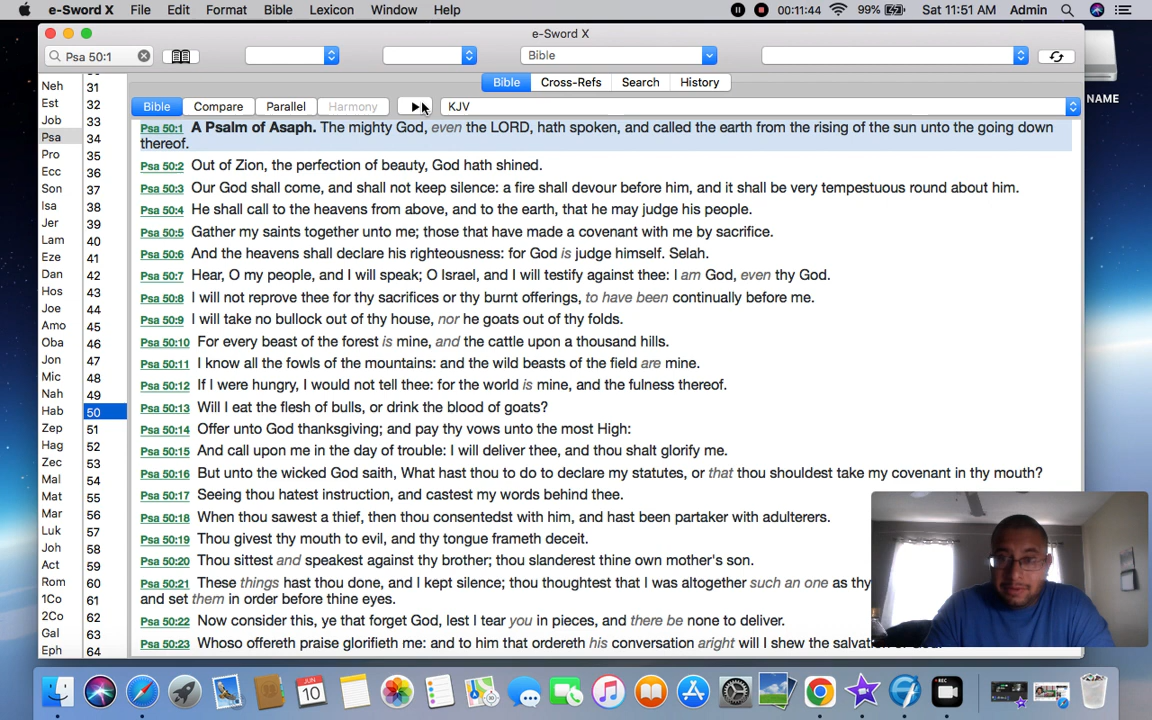 e-Sword X File Edit Format Bible Lexicon Window Help 00:11:44 99% Sat 11:51 AM Admin
e-Sword X
Psa 50:1 Bible
Bible Cross-Refs Search History
Bible Compare Parallel Harmony KJV
NAME
Neh
Est
Job
Psa
Pro
Ecc
Son
Isa
Jer
Lam
Eze
Dan
Hos
Joe
Amo
Oba
Jon
Mic
Nah
Hab
Zep
Hag
Zec
Mal
Mat
Mar
Luk
Joh
Act
Rom
1Co
2Co
Gal
Eph
31
32
33
34
35
36
37
38
39
40
41
42
43
44
45
46
47
48
49
50
51
52
53
54
55
56
57
58
59
60
61
62
63
64
Psa 50:1 A Psalm of Asaph. The mighty God, even the LORD, hath spoken, and called the earth from the rising of the sun unto the going down
thereof.
Psa 50:2 Out of Zion, the perfection of beauty, God hath shined.
Psa 50:3 Our God shall come, and shall not keep silence: a fire shall devour before him, and it shall be very tempestuous round about him.
Psa 50:4 He shall call to the heavens from above, and to the earth, that he may judge his people.
Psa 50:5 Gather my saints together unto me; those that have made a covenant with me by sacrifice.
Psa 50:6 And the heavens shall declare his righteousness: for God is judge himself. Selah.
Psa 50:7 Hear, O my people, and I will speak; O Israel, and I will testify against thee: I am God, even thy God.
Psa 50:8 I will not reprove thee for thy sacrifices or thy burnt offerings, to have been continually before me.
Psa 50:9 I will take no bullock out of thy house, nor he goats out of thy folds.
Psa 50:10 For every beast of the forest is mine, and the cattle upon a thousand hills.
Psa 50:11 I know all the fowls of the mountains: and the wild beasts of the field are mine.
Psa 50:12 If I were hungry, I would not tell thee: for the world is mine, and the fulness thereof.
Psa 50:13 Will I eat the flesh of bulls, or drink the blood of goats?
Psa 50:14 Offer unto God thanksgiving; and pay thy vows unto the most High:
Psa 50:15 And call upon me in the day of trouble: I will deliver thee, and thou shalt glorify me.
Psa 50:16 But unto the wicked God saith, What hast thou to do to declare my statutes, or that thou shouldest take my covenant in thy mouth?
Psa 50:17 Seeing thou hatest instruction, and castest my words behind thee.
Psa 50:18 When thou sawest a thief, then thou consentedst with him, and hast been partaker with adulterers.
Psa 50:19 Thou givest thy mouth to evil, and thy tongue frameth deceit.
Psa 50:20 Thou sittest and speakest against thy brother; thou slanderest thine own mother's son.
Psa 50:21 These things hast thou done, and I kept silence; thou thoughtest that I was altogether such an one as thy
and set them in order before thine eyes.
Psa 50:22 Now consider this, ye that forget God, lest I tear you in pieces, and there be none to deliver.
Psa 50:23 Whoso offereth praise glorifieth me: and to him that ordereth his conversation aright will I shew the
JUN
10
REC